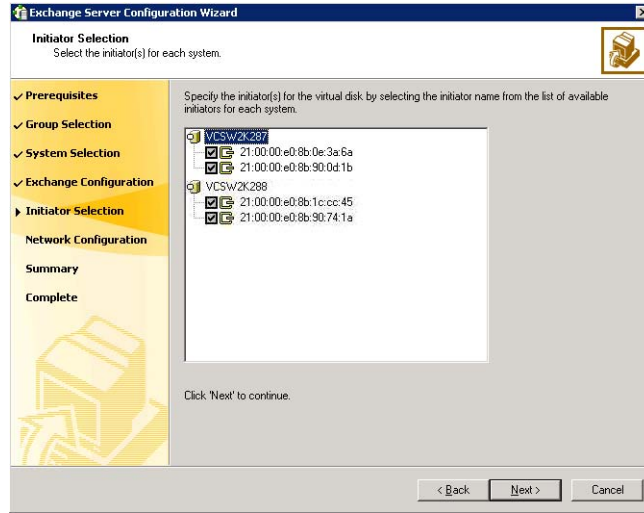 Exchange Server Configuration Wizard
Initiator Selection
Select the initiator(s) for each system.
Prerequisites
Group Selection
System Selection
Exchange Configuration
Initiator Selection
Network Configuration
Summary
Complete
Specify the initiator(s) for the virtual disk by selecting the initiator name from the list of available
initiators for each system.
VCSW2K287
21:00:00:e0:8b:0e:3a:6a
21:00:00:e0:8b:90:0d:1b
VCSW2K288
21:00:00:e0:8b:1c:cc:45
21:00:00:e0:8b:90:74:1a
Click 'Next' to continue.
< Back
Next >
Cancel